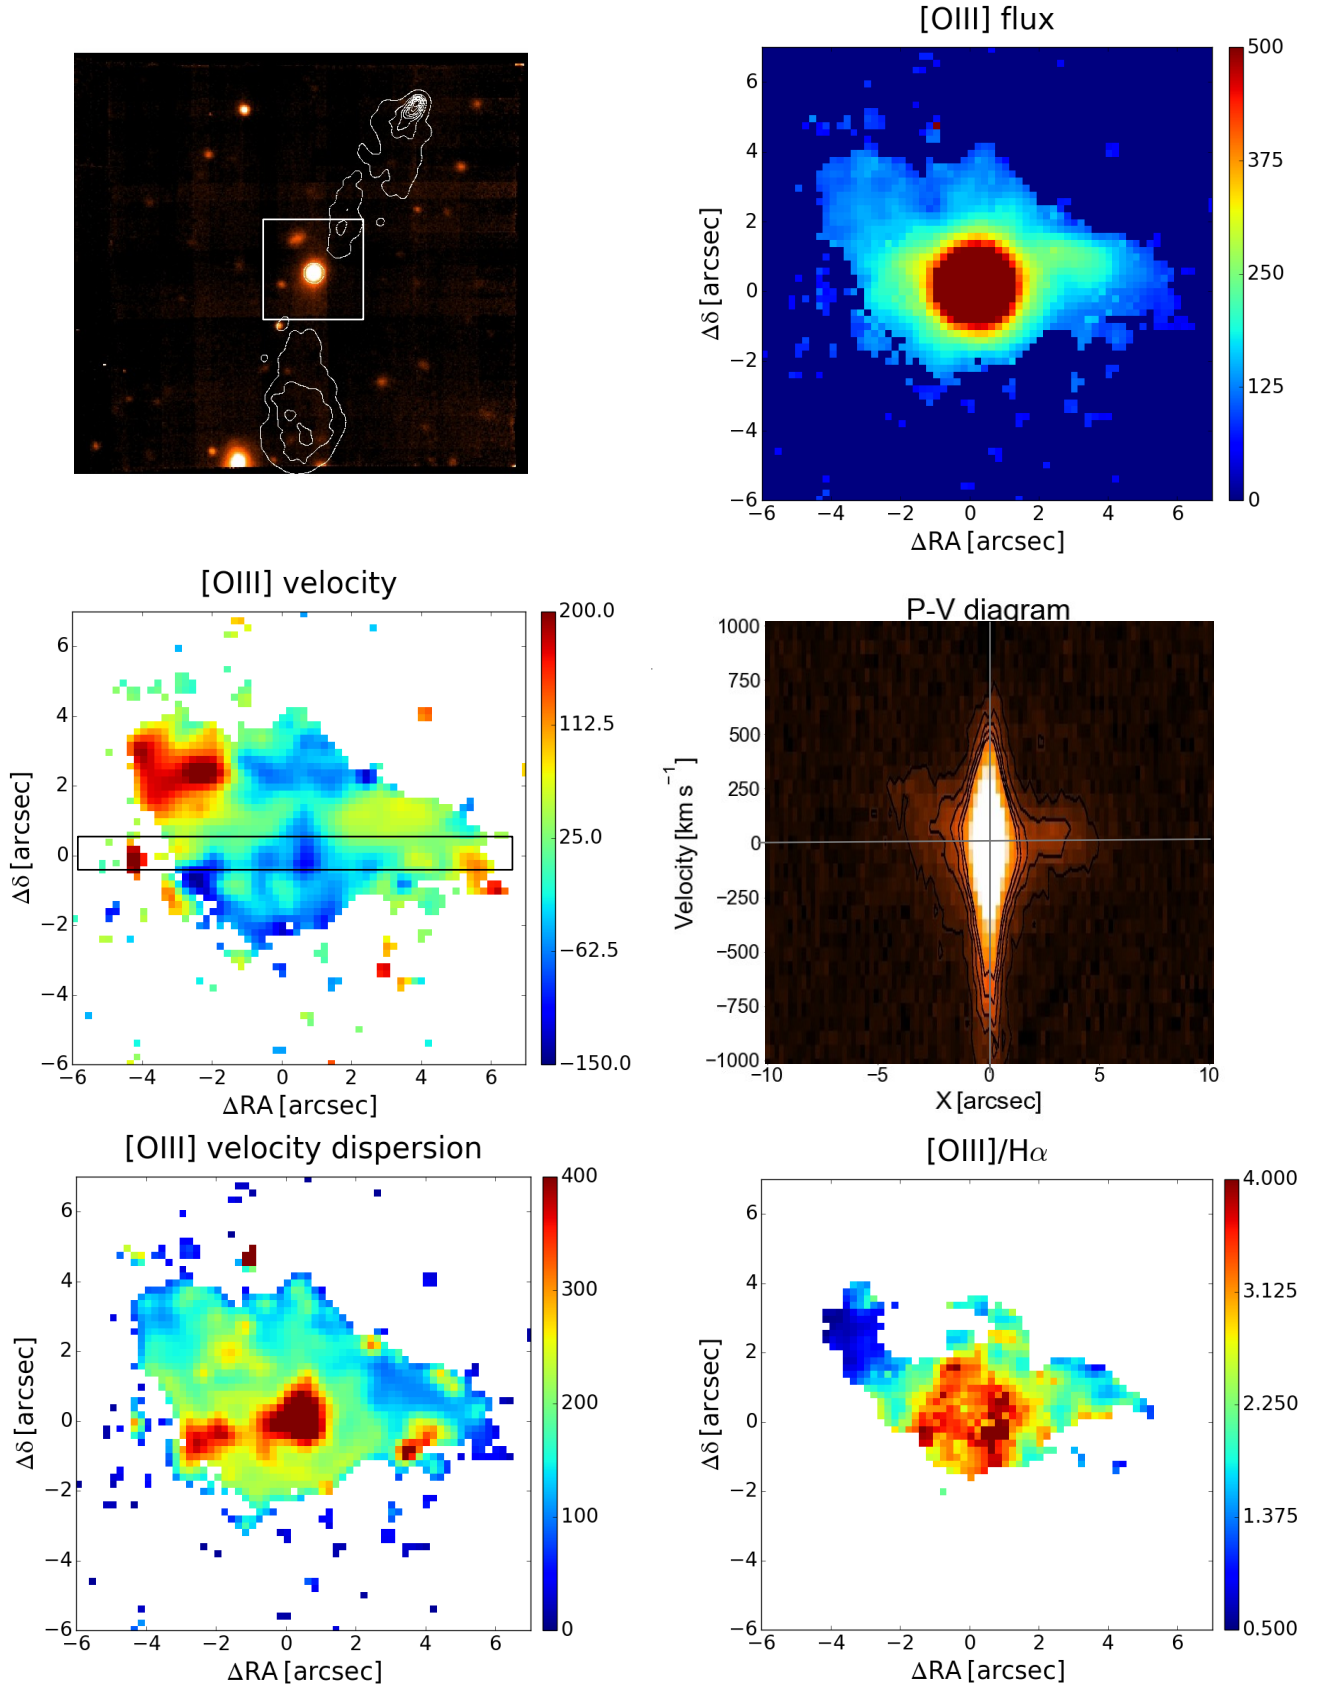 [OIII] flux
6
4
2
0
−2
−4
−6
−6 −4 −2 0 2 4 6
Δδ [arcsec]
ΔRA [arcsec]
500
375
250
125
0
[OIII] velocity
6
4
2
0
−2
−4
−6
−6 −4 −2 0 2 4 6
Δδ [arcsec]
ΔRA [arcsec]
200.0
112.5
25.0
−62.5
−150.0
P-V diagram
1000
750
500
250
0
−250
−500
−750
−1000
−10 −5 0 5 10
Velocity [km s⁻¹]
X [arcsec]
[OIII] velocity dispersion
6
4
2
0
−2
−4
−6
−6 −4 −2 0 2 4 6
Δδ [arcsec]
ΔRA [arcsec]
400
300
200
100
0
[OIII]/Hα
6
4
2
0
−2
−4
−6
−6 −4 −2 0 2 4 6
Δδ [arcsec]
ΔRA [arcsec]
4.000
3.125
2.250
1.375
0.500